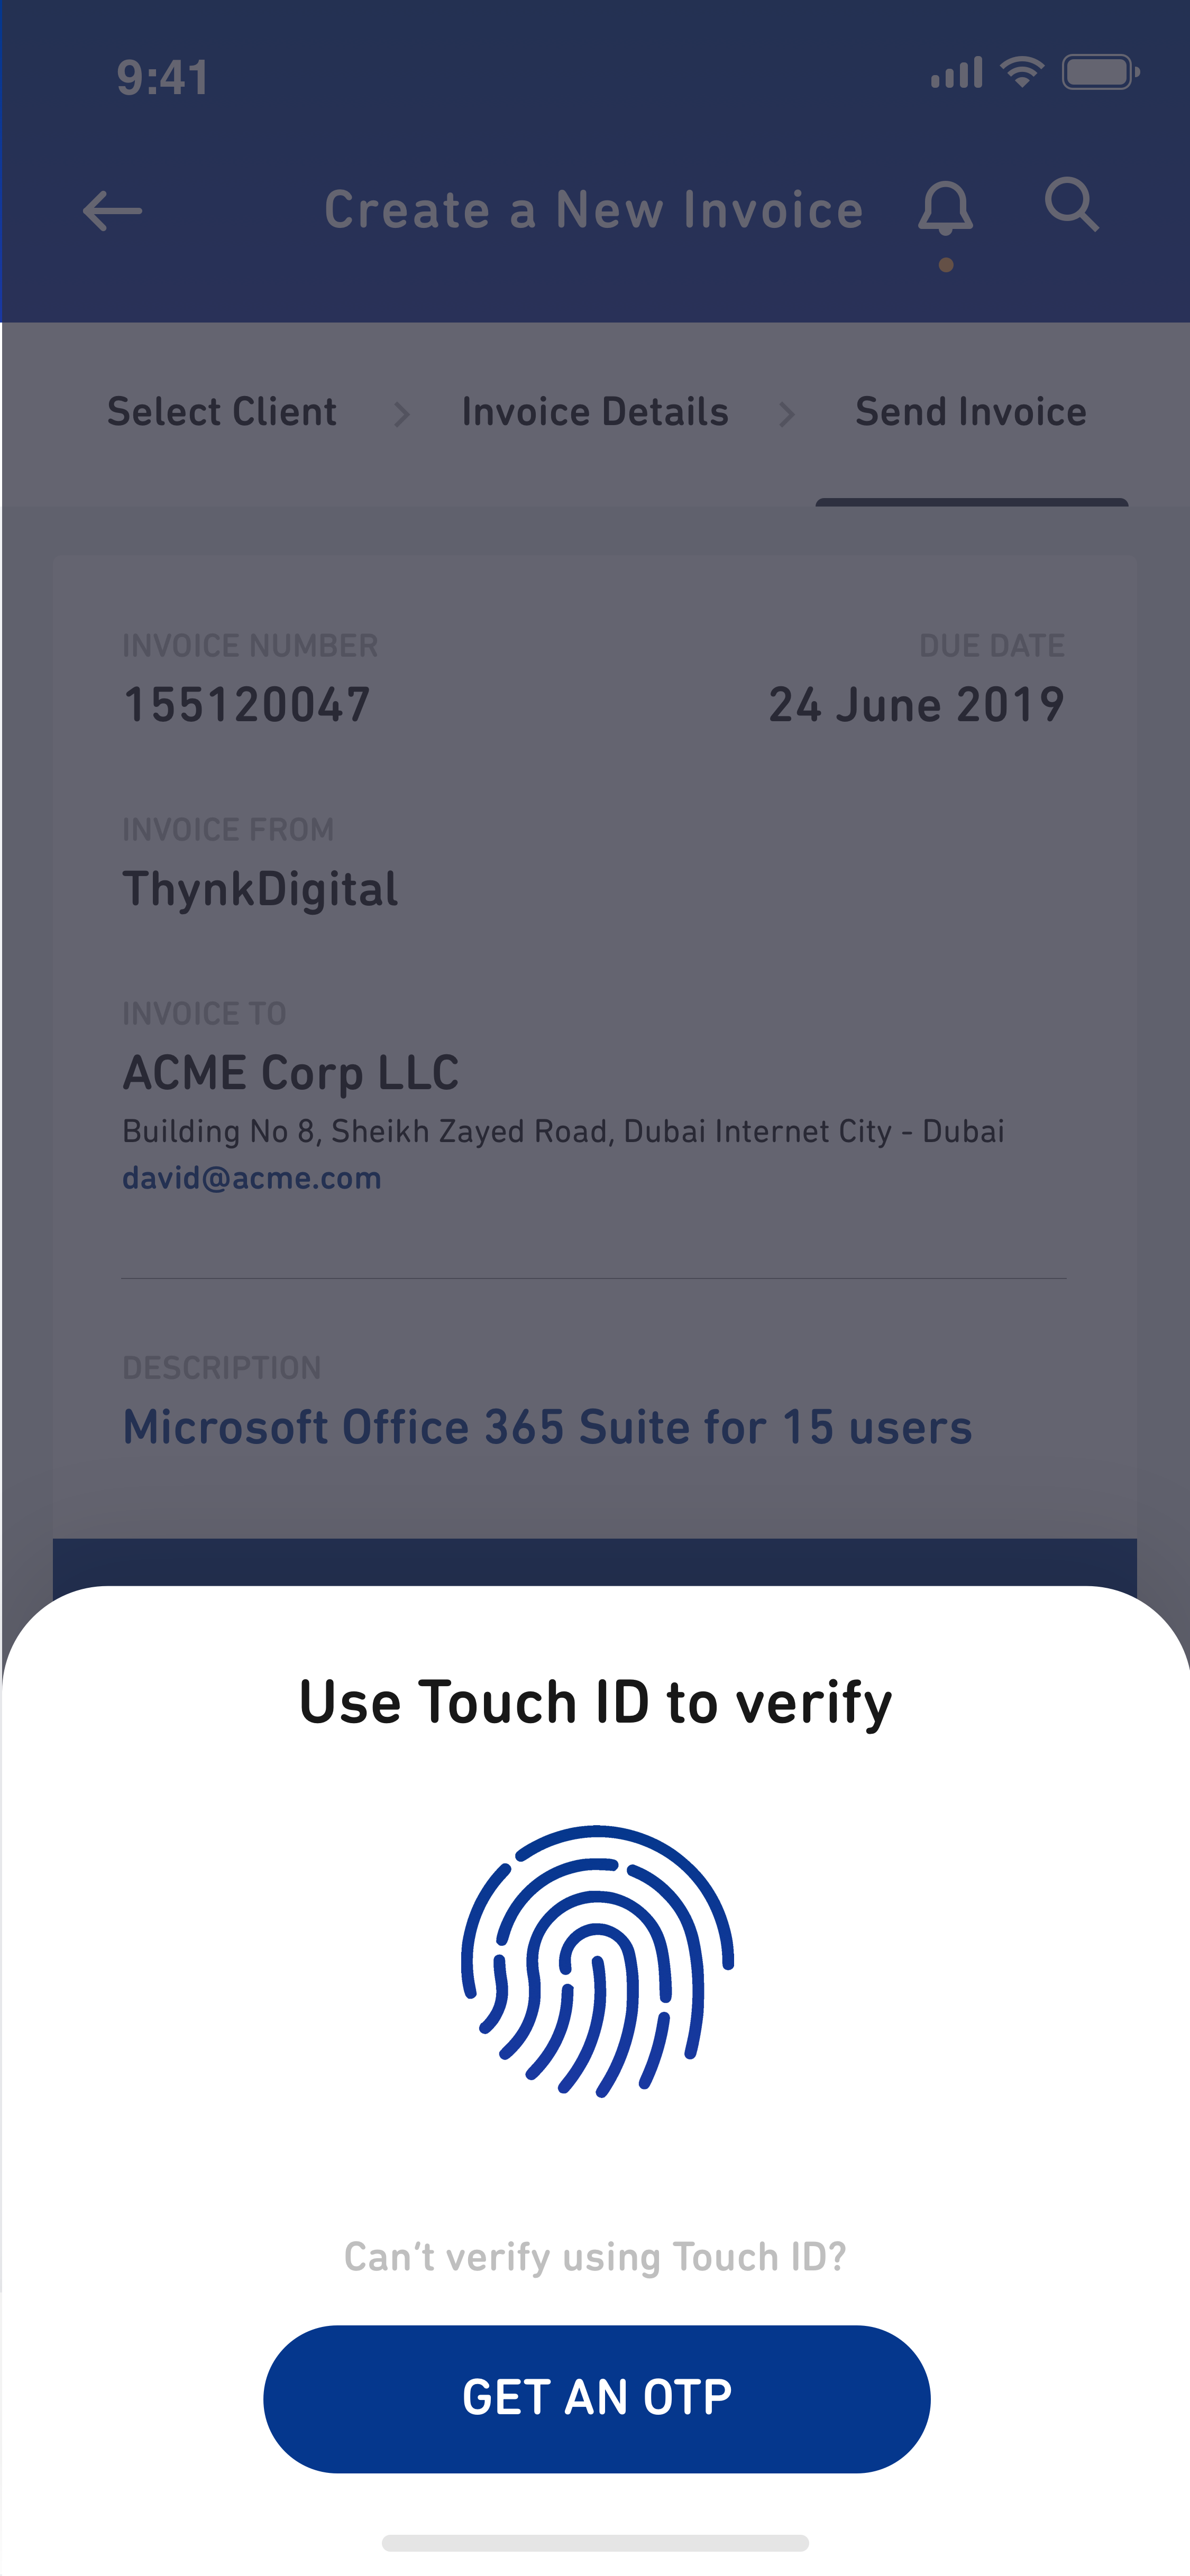 9:41
Create a New Invoice
Select Client > Invoice Details > Send Invoice
INVOICE NUMBER DUE DATE
155120047 24 June 2019
INVOICE FROM
ThynkDigital
INVOICE TO
ACME Corp LLC
Building No 8, Sheikh Zayed Road, Dubai Internet City - Dubai
david@acme.com
DESCRIPTION
Microsoft Office 365 Suite for 15 users
Use Touch ID to verify
Can‘t verify using Touch ID?
GET AN OTP